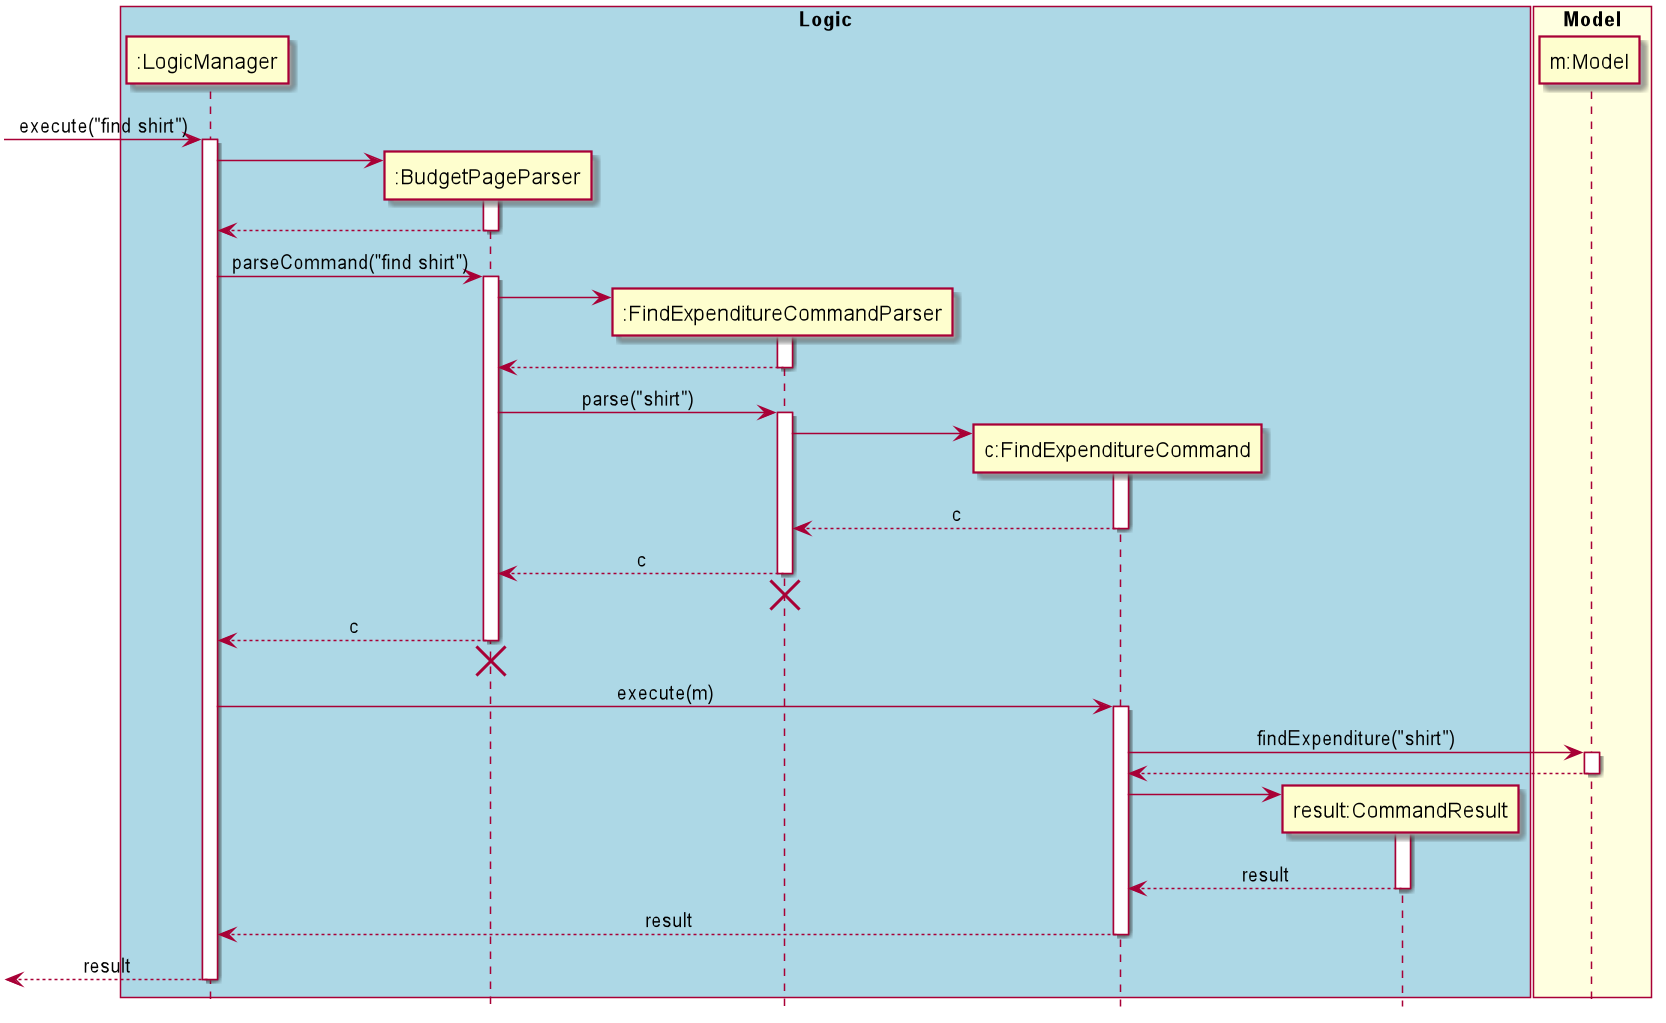 Logic
Model
:LogicManager
m:Model
execute("find shirt")
:BudgetPageParser
parseCommand("find shirt")
:FindExpenditureCommandParser
parse("shirt")
c:FindExpenditureCommand
c
c
c
execute(m)
findExpenditure("shirt")
result:CommandResult
result
result
result